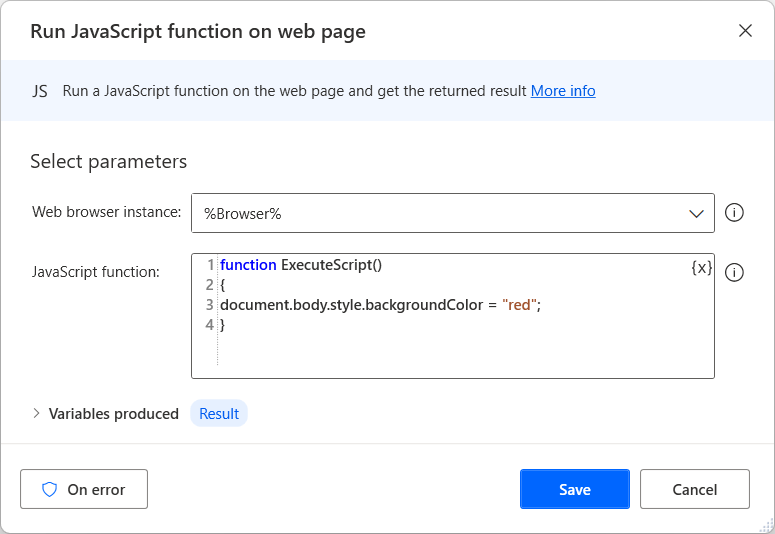 Run JavaScript function on web page
JS Run a JavaScript function on the web page and get the returned result More info
Select parameters
Web browser instance: %Browser%
JavaScript function:
1 function ExecuteScript() {x}
2 {
3 document.body.style.backgroundColor = "red";
4 }
Variables produced Result
On error Save Cancel